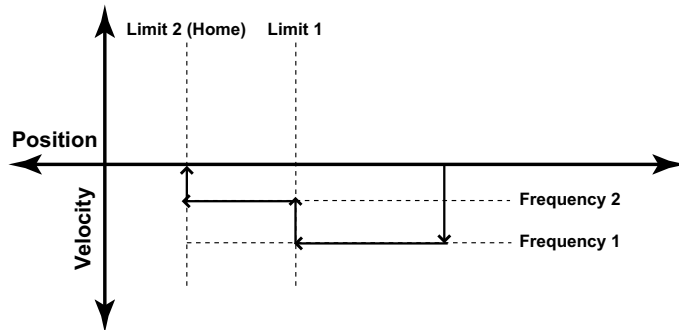 Limit 2 (Home) Limit 1
Position
Velocity
Frequency 2
Frequency 1